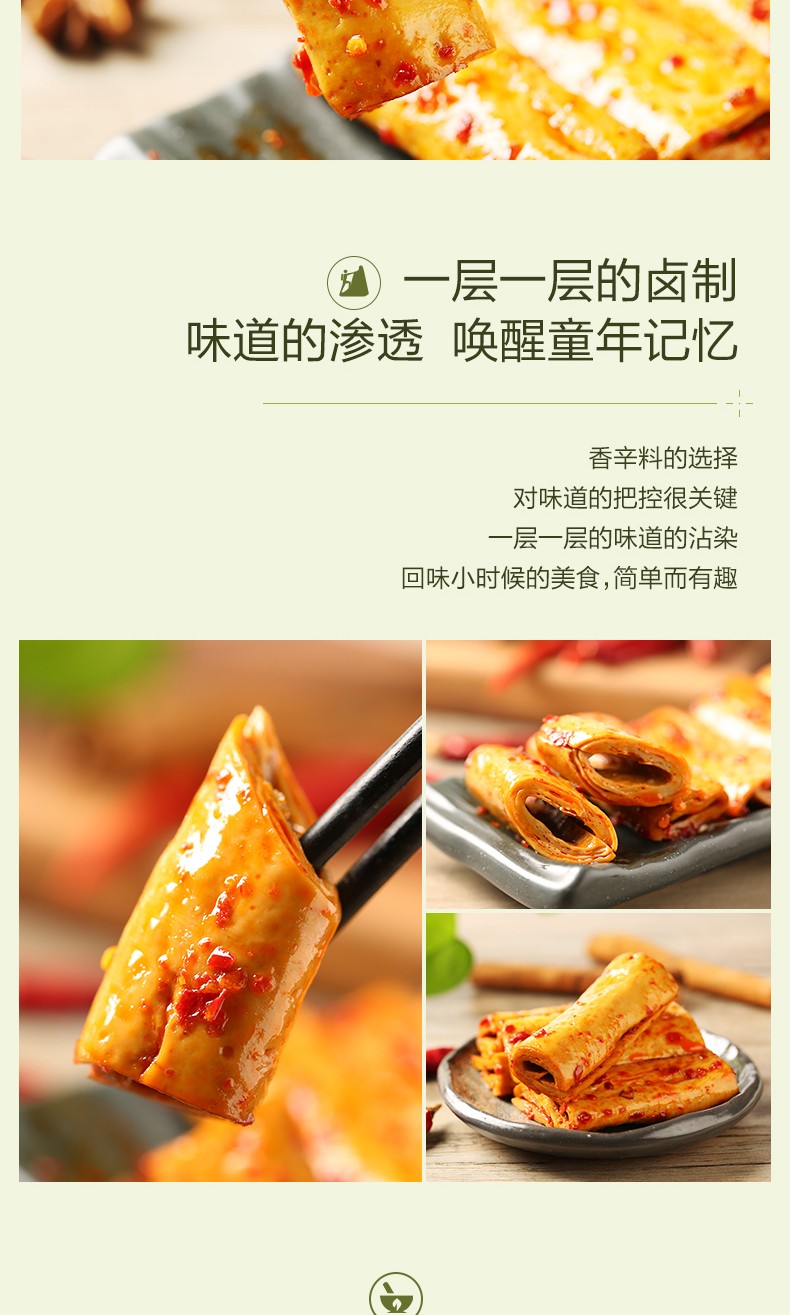 一层一层的卤制
味道的渗透 唤醒童年记忆
香辛料的选择
对味道的把控很关键
一层一层的味道的沾染
回味小时候的美食,简单而有趣